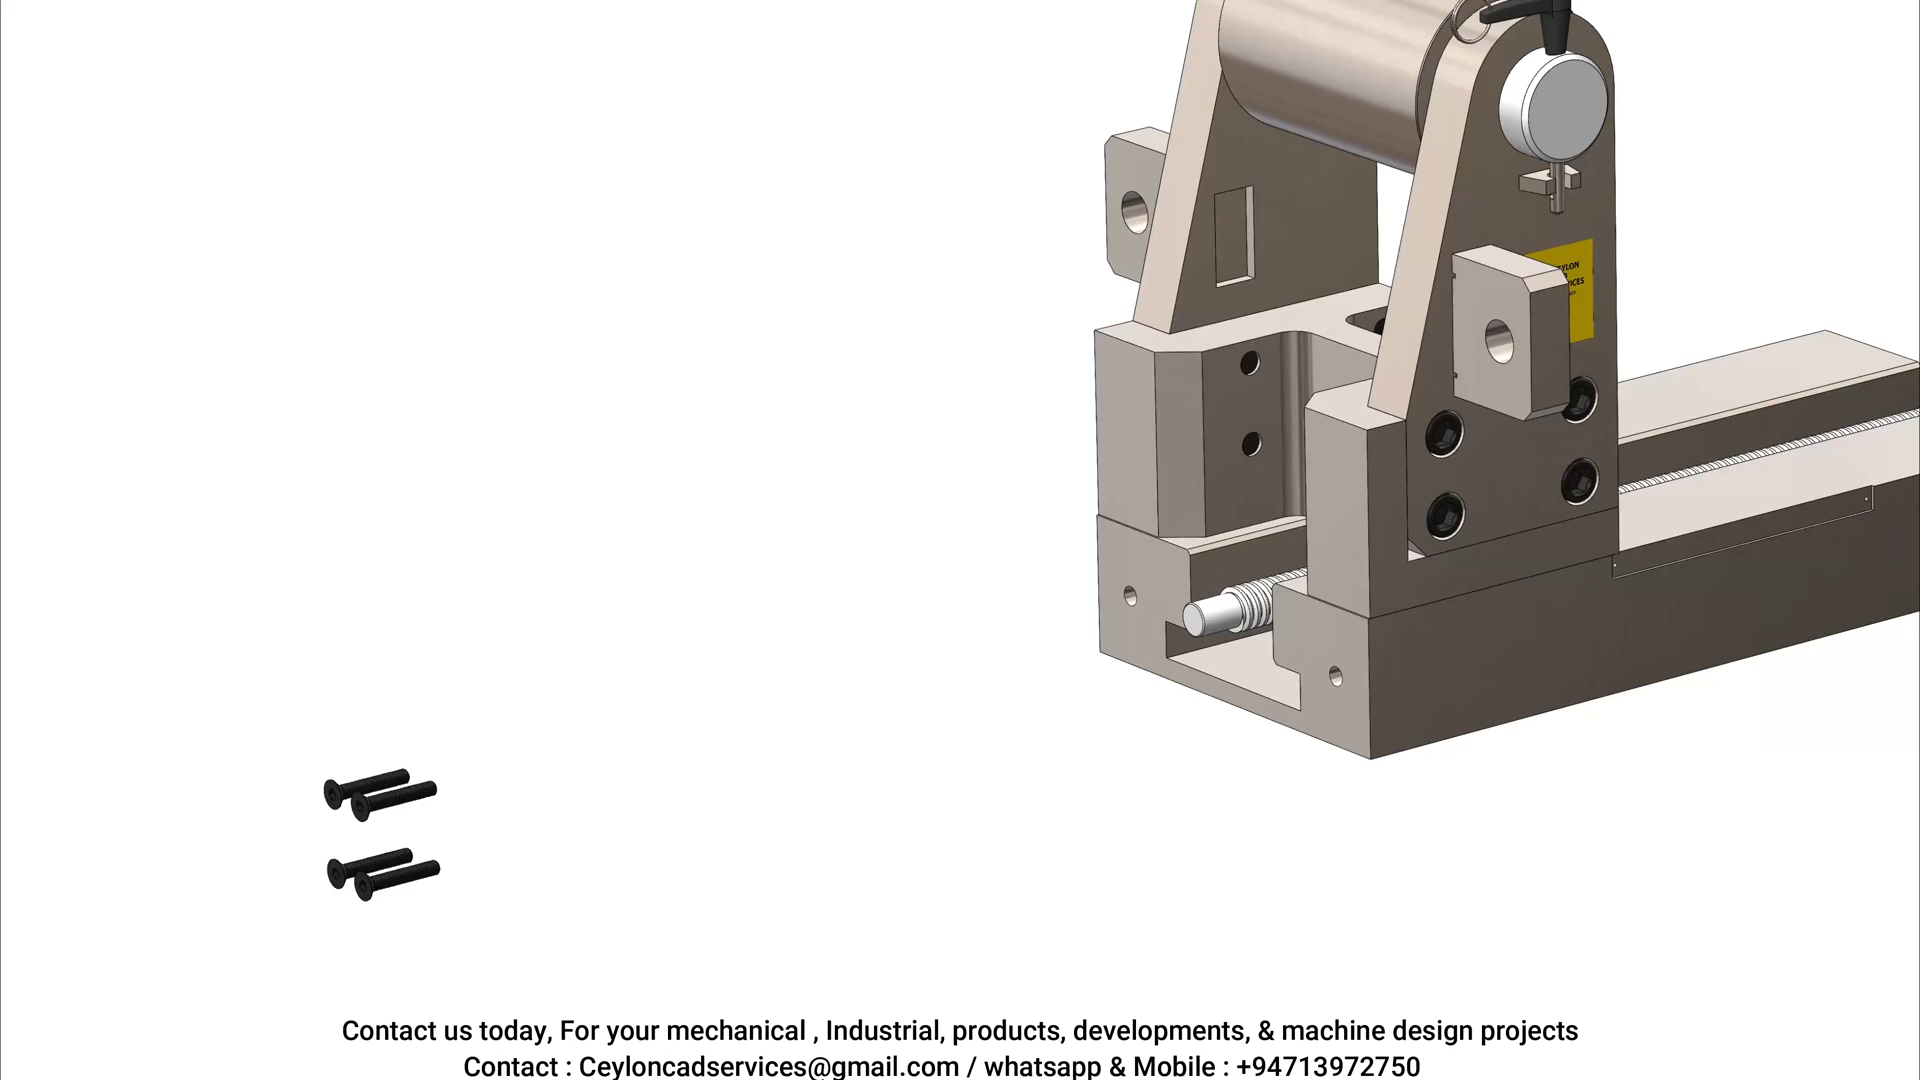 Contact us today, For your mechanical , Industrial, products, developments, & machine design projects
Contact : Ceyloncadservices@gmail.com / whatsapp & Mobile : +94713972750